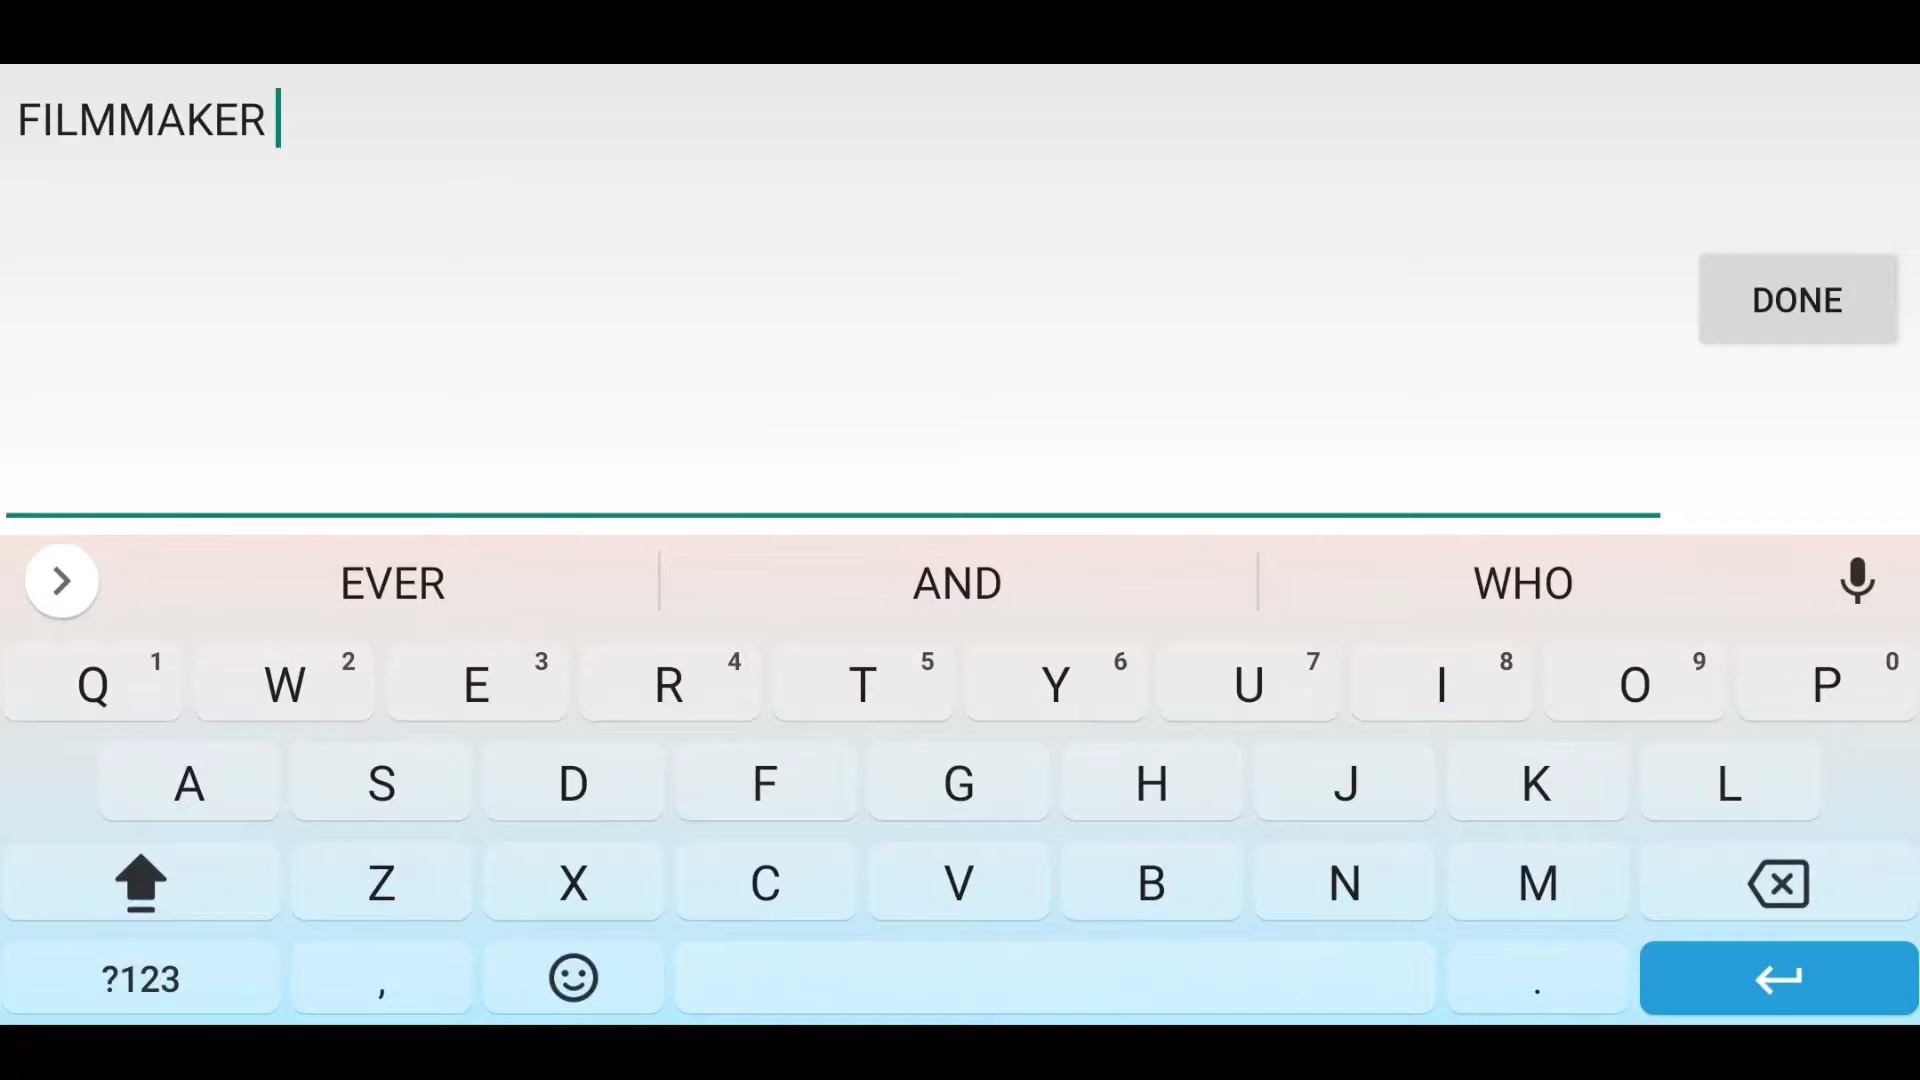 FILMMAKER
DONE
EVER AND WHO
Q 1 W 2 E 3 R 4 T 5 Y 6 U 7 I 8 O 9 P 0
A S D F G H J K L
Z X C V B N M
?123 , .